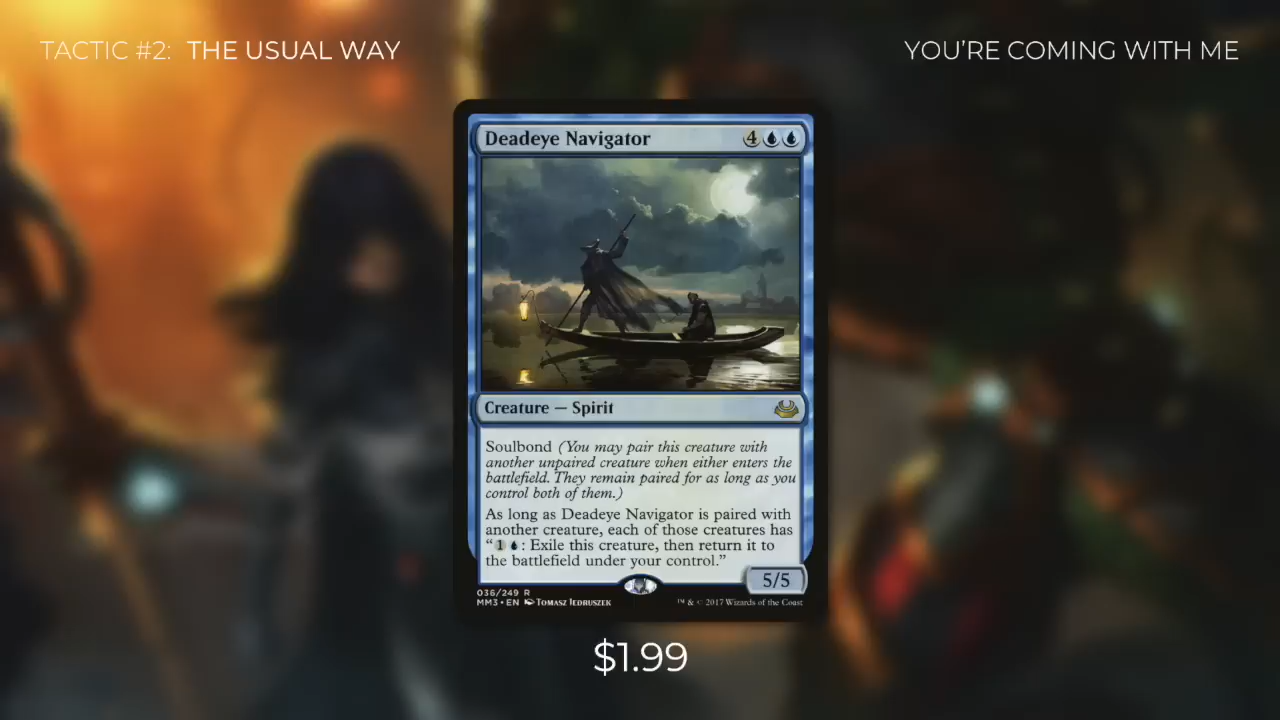 TACTIC #2: THE USUAL WAY
YOU'RE COMING WITH ME
Deadeye Navigator
4
Creature — Spirit
Soulbond (You may pair this creature with
another unpaired creature when either enters the
battlefield. They remain paired for as long as you
control both of them.)
As long as Deadeye Navigator is paired with
another creature, each of those creatures has
“1 : Exile this creature, then return it to
the battlefield under your control.”
5/5
036/249 R
MM3 • EN Tomasz Jedruszek
™ & © 2017 Wizards of the Coast
$1.99